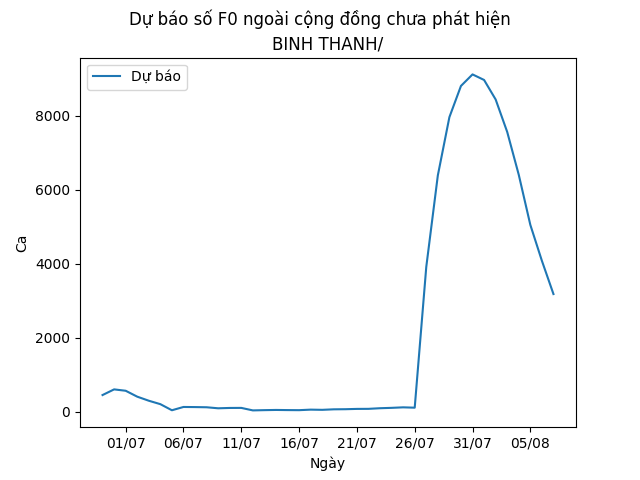 Dự báo số F0 ngoài cộng đồng chưa phát hiện
BINH THANH/
Dự báo
8000
6000
4000
2000
0
Ca
01/07 06/07 11/07 16/07 21/07 26/07 31/07 05/08
Ngày